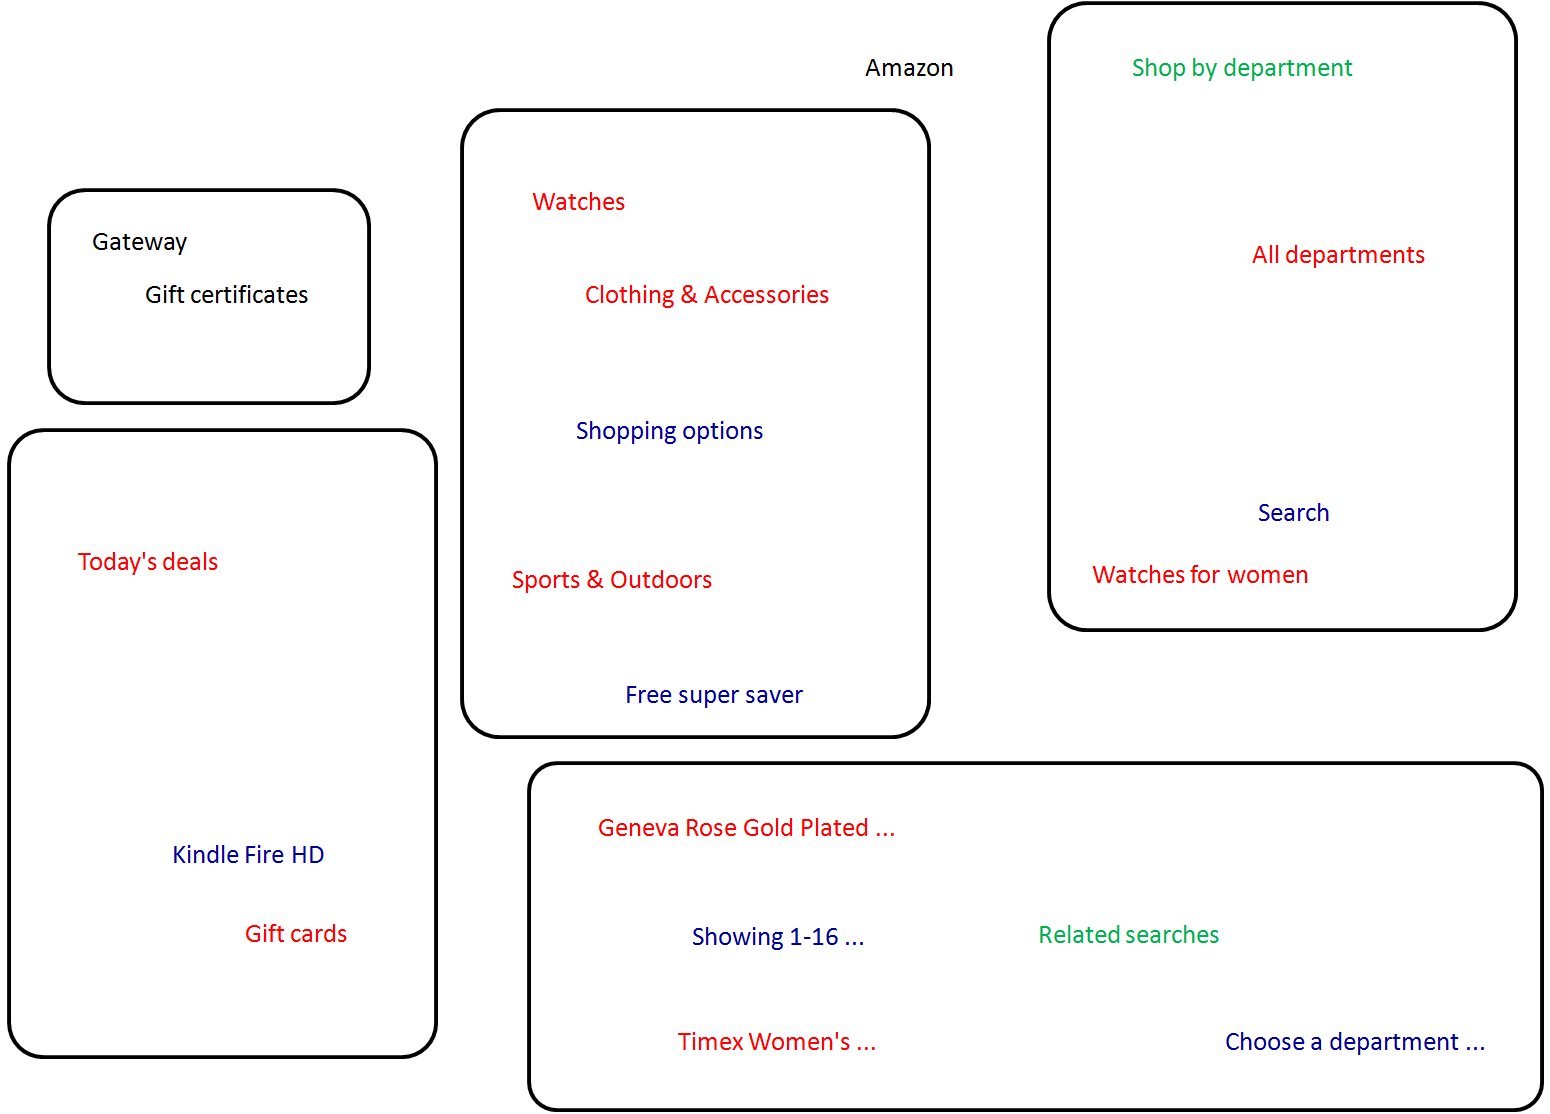 Amazon
Shop by department
All departments
Search
Watches for women
Watches
Clothing & Accessories
Shopping options
Sports & Outdoors
Free super saver
Gateway
Gift certificates
Today's deals
Kindle Fire HD
Gift cards
Geneva Rose Gold Plated ...
Showing 1-16 ...
Related searches
Timex Women's ...
Choose a department ...